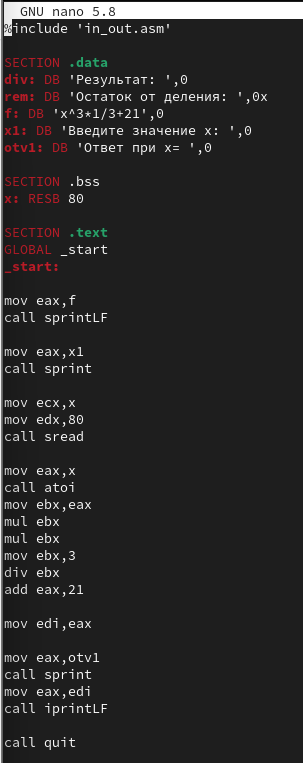 GNU nano 5.8
%include 'in_out.asm'
SECTION .data
div: DB 'Результат: ',0
rem: DB 'Остаток от деления: ',0x
f: DB 'x^3*1/3+21',0
x1: DB 'Введите значение x: ',0
otv1: DB 'Ответ при x= ',0
SECTION .bss
x: RESB 80
SECTION .text
GLOBAL _start
_start:
mov eax,f
call sprintLF
mov eax,x1
call sprint
mov ecx,x
mov edx,80
call sread
mov eax,x
call atoi
mov ebx,eax
mul ebx
mul ebx
mov ebx,3
div ebx
add eax,21
mov edi,eax
mov eax,otv1
call sprint
mov eax,edi
call iprintLF
call quit